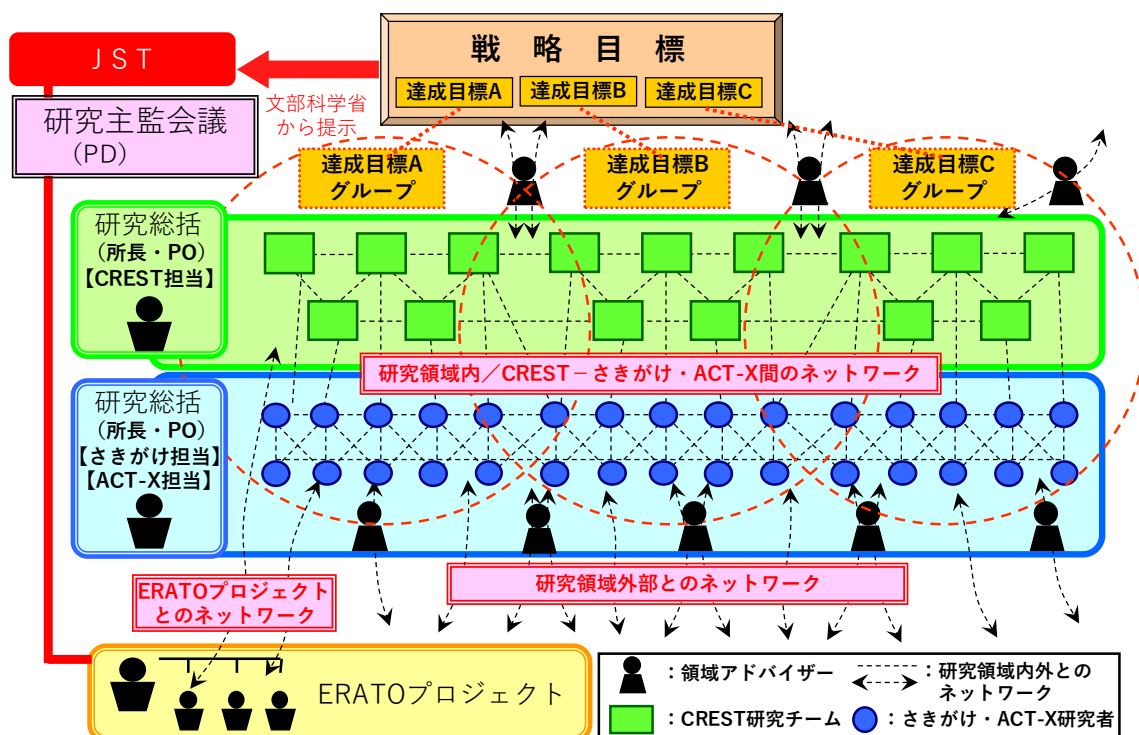 戦略目標
達成目標A
達成目標B
達成目標C
JST
文部科学省
から提示
研究主監会議
（PD）
達成目標A
グループ
達成目標B
グループ
達成目標C
グループ
研究総括
（所長・PO）
【CREST担当】
研究領域内／CREST－さきがけ・ACT-X間のネットワーク
研究総括
（所長・PO）
【さきがけ担当】
【ACT-X担当】
ERATOプロジェクト
とのネットワーク
研究領域外部とのネットワーク
ERATOプロジェクト
：領域アドバイザー
：研究領域内外との
ネットワーク
：CREST研究チーム
：さきがけ・ACT-X研究者